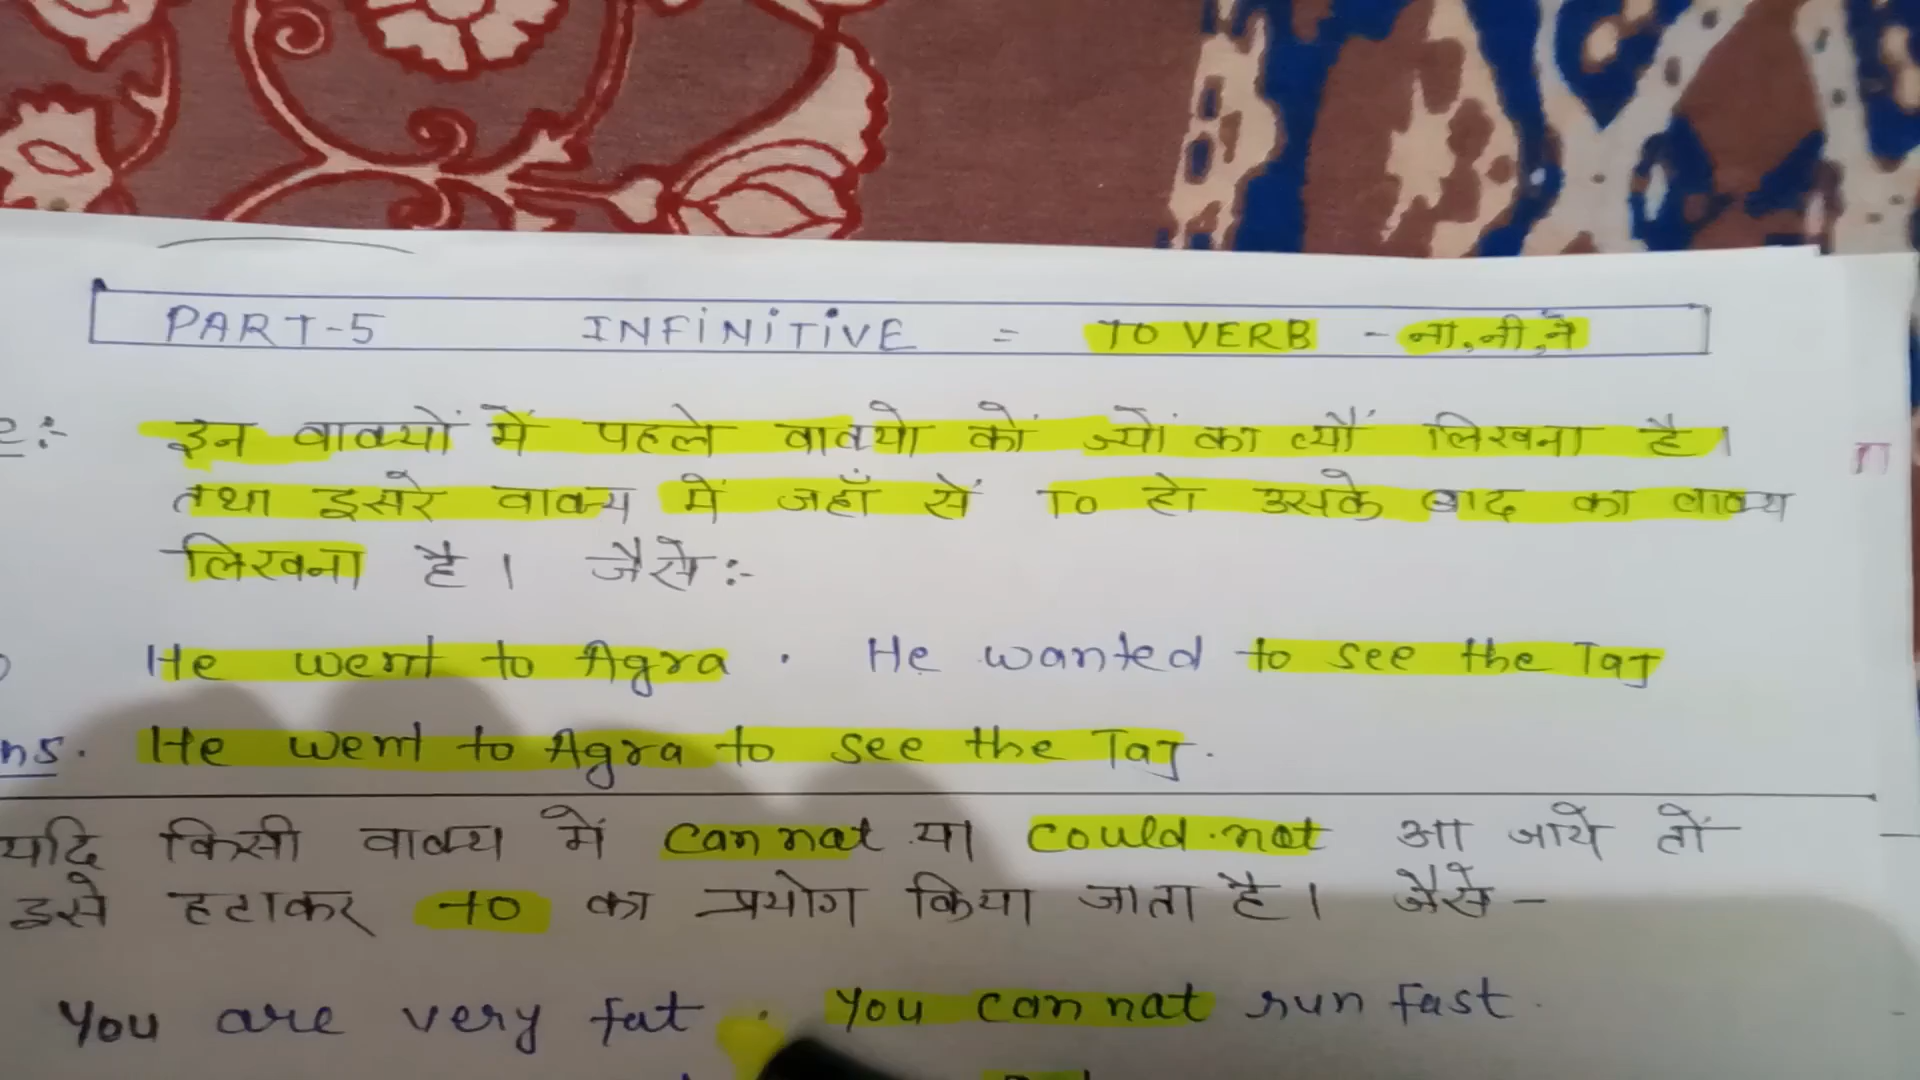 PART-5 INFINITIVE = TO VERB - ना,नी,ने
इन वाक्यों में पहले वाक्यो को ज्यों का त्यों लिखना है।
तथा दुसरे वाक्य में जहाँ से To हो उसके बाद का वाक्य
लिखना है। जैसे:-
He went to Agra. He wanted to see the Taj
ns. He went to Agra to see the Taj.
यदि किसी वाक्य में can not या could not आ जाये तो
इसे हटाकर to का प्रयोग किया जाता है। जैसे-
You are very fat. You can not run fast.